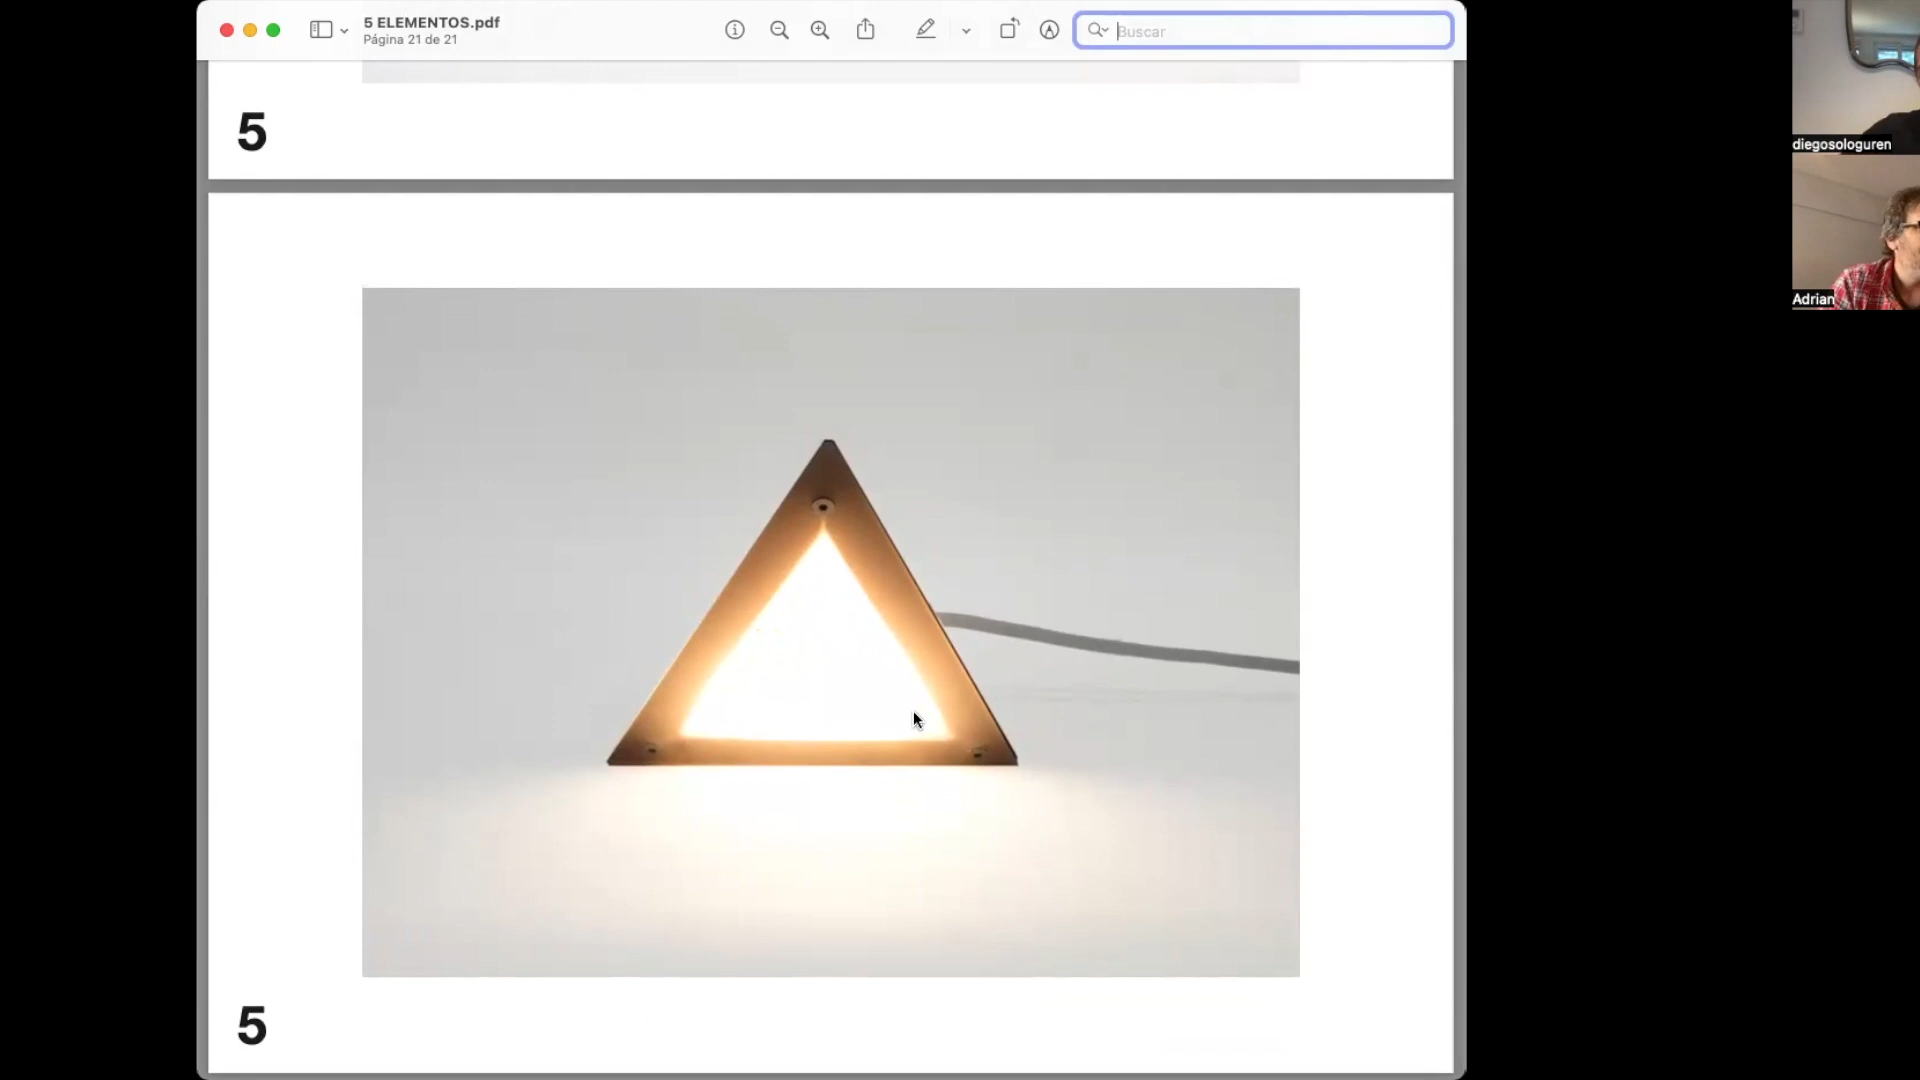 5 ELEMENTOS.pdf
Página 21 de 21
Buscar
diegosologuren
5
Adrian
5